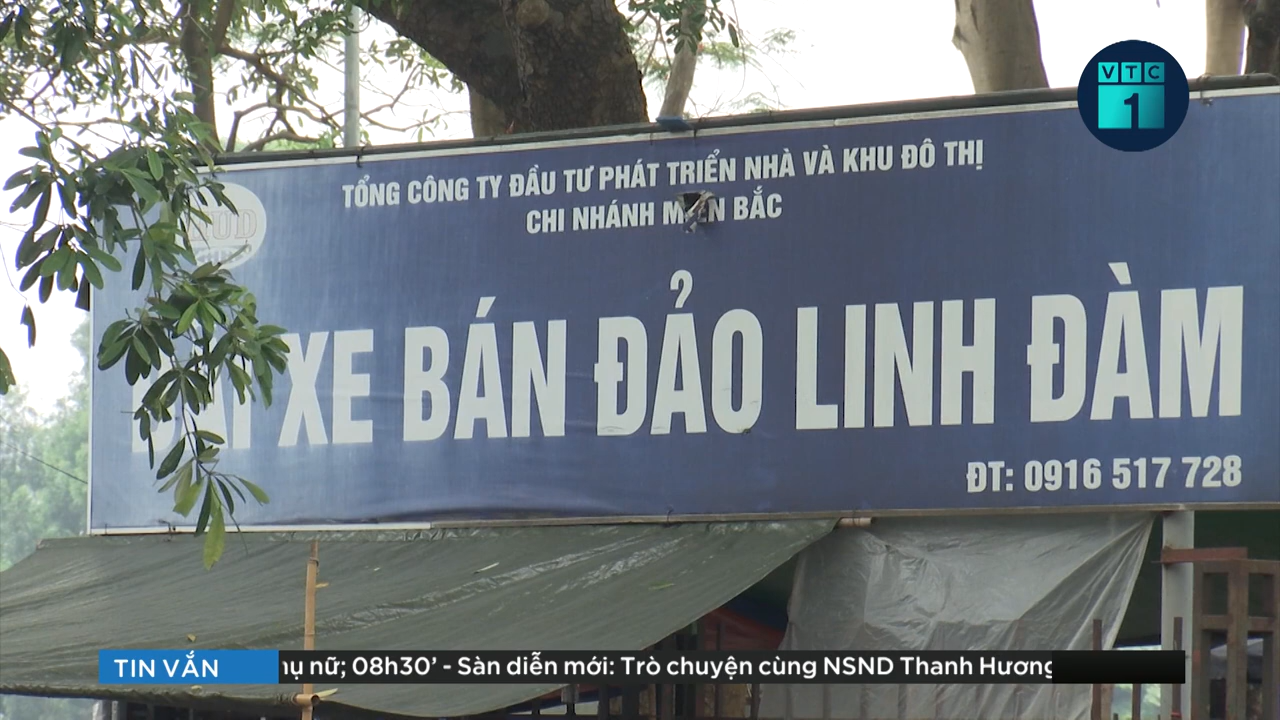 VTC
1
TỔNG CÔNG TY ĐẦU TƯ PHÁT TRIỂN NHÀ VÀ KHU ĐÔ THỊ
CHI NHÁNH BẮC
XE BÁN ĐẢO LINH ĐÀM
ĐT: 0916 517 728
TIN VẮN
nữ; 08h30’ - Sàn diễn mới: Trò chuyện cùng NSND Thanh Hương